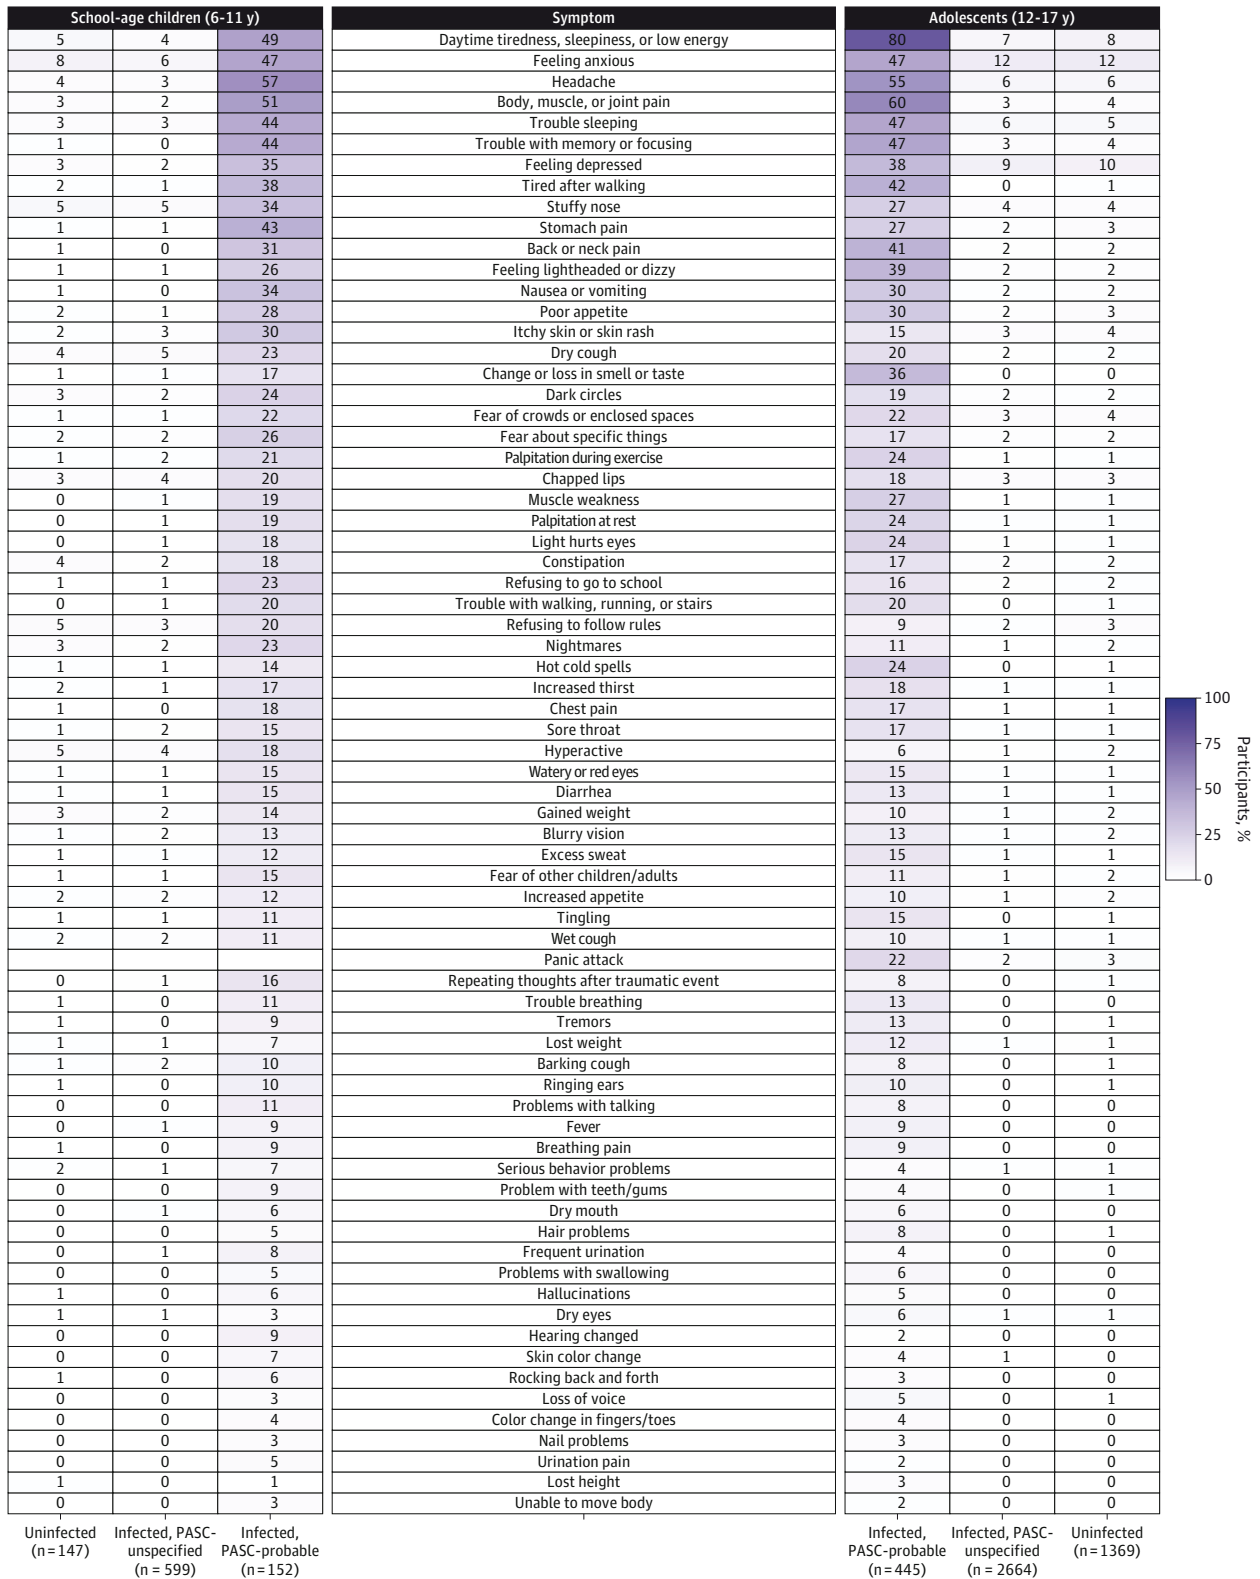 School-age children (6-11 y) Symptom Adolescents (12-17 y)
5 4 49 Daytime tiredness, sleepiness, or low energy 80 7 8
8 6 47 Feeling anxious 47 12 12
4 3 57 Headache 55 6 6
3 2 51 Body, muscle, or joint pain 60 3 4
3 3 44 Trouble sleeping 47 6 5
1 0 44 Trouble with memory or focusing 47 3 4
3 2 35 Feeling depressed 38 9 10
2 1 38 Tired after walking 42 0 1
5 5 34 Stuffy nose 27 4 4
1 1 43 Stomach pain 27 2 3
1 0 31 Back or neck pain 41 2 2
1 1 26 Feeling lightheaded or dizzy 39 2 2
1 0 34 Nausea or vomiting 30 2 2
2 1 28 Poor appetite 30 2 3
2 3 30 Itchy skin or skin rash 15 3 4
4 5 23 Dry cough 20 2 2
1 1 17 Change or loss in smell or taste 36 0 0
3 2 24 Dark circles 19 2 2
1 1 22 Fear of crowds or enclosed spaces 22 3 4
2 2 26 Fear about specific things 17 2 2
1 2 21 Palpitation during exercise 24 1 1
3 4 20 Chapped lips 18 3 3
0 1 19 Muscle weakness 27 1 1
0 1 19 Palpitation at rest 24 1 1
0 1 18 Light hurts eyes 24 1 1
4 2 18 Constipation 17 2 2
1 1 23 Refusing to go to school 16 2 2
0 1 20 Trouble with walking, running, or stairs 20 0 1
5 3 20 Refusing to follow rules 9 2 3
3 2 23 Nightmares 11 1 2
1 1 14 Hot cold spells 24 0 1
2 1 17 Increased thirst 18 1 1
1 0 18 Chest pain 17 1 1
1 2 15 Sore throat 17 1 1
5 4 18 Hyperactive 6 1 2
1 1 15 Watery or red eyes 15 1 1
1 1 15 Diarrhea 13 1 1
3 2 14 Gained weight 10 1 2
1 2 13 Blurry vision 13 1 2
1 1 12 Excess sweat 15 1 1
1 1 15 Fear of other children/adults 11 1 2
2 2 12 Increased appetite 10 1 2
1 1 11 Tingling 15 0 1
2 2 11 Wet cough 10 1 1
Panic attack 22 2 3
0 1 16 Repeating thoughts after traumatic event 8 0 1
1 0 11 Trouble breathing 13 0 0
1 0 9 Tremors 13 0 1
1 1 7 Lost weight 12 1 1
1 2 10 Barking cough 8 0 1
1 0 10 Ringing ears 10 0 1
0 0 11 Problems with talking 8 0 0
0 1 9 Fever 9 0 0
1 0 9 Breathing pain 9 0 0
2 1 7 Serious behavior problems 4 1 1
0 0 9 Problem with teeth/gums 4 0 1
0 1 6 Dry mouth 6 0 0
0 0 5 Hair problems 8 0 1
0 1 8 Frequent urination 4 0 0
0 0 5 Problems with swallowing 6 0 0
1 0 6 Hallucinations 5 0 0
1 1 3 Dry eyes 6 1 1
0 0 9 Hearing changed 2 0 0
0 0 7 Skin color change 4 1 0
1 0 6 Rocking back and forth 3 0 0
0 0 3 Loss of voice 5 0 1
0 0 4 Color change in fingers/toes 4 0 0
0 0 3 Nail problems 3 0 0
0 0 5 Urination pain 2 0 0
1 0 1 Lost height 3 0 0
0 0 3 Unable to move body 2 0 0
Uninfected Infected, PASC- Infected, Infected, Infected, PASC- Uninfected
(n=147) unspecified PASC-probable PASC-probable unspecified (n=1369)
(n = 599) (n=152) (n=445) (n = 2664)
100
75
50
25
0
Participants, %